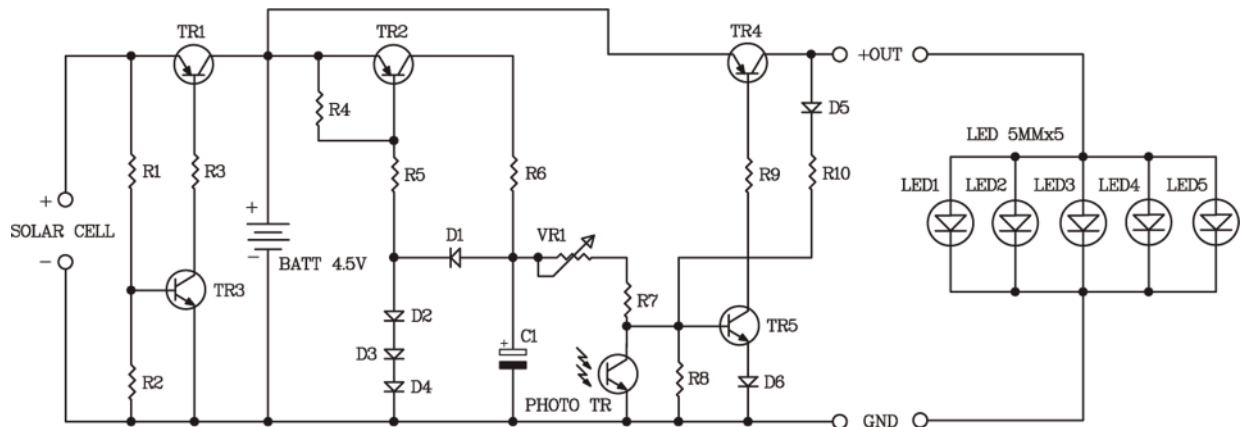 TR1
TR2
TR4
+OUT
D5
R4
LED 5MMx5
R1
R3
R5
R6
R9
R10
LED1
LED2
LED3
LED4
LED5
+
SOLAR CELL
-
+
-
BATT 4.5V
D1
VR1
TR3
R7
D2
TR5
+
C1
D3
R2
D4
PHOTO TR
R8
D6
GND